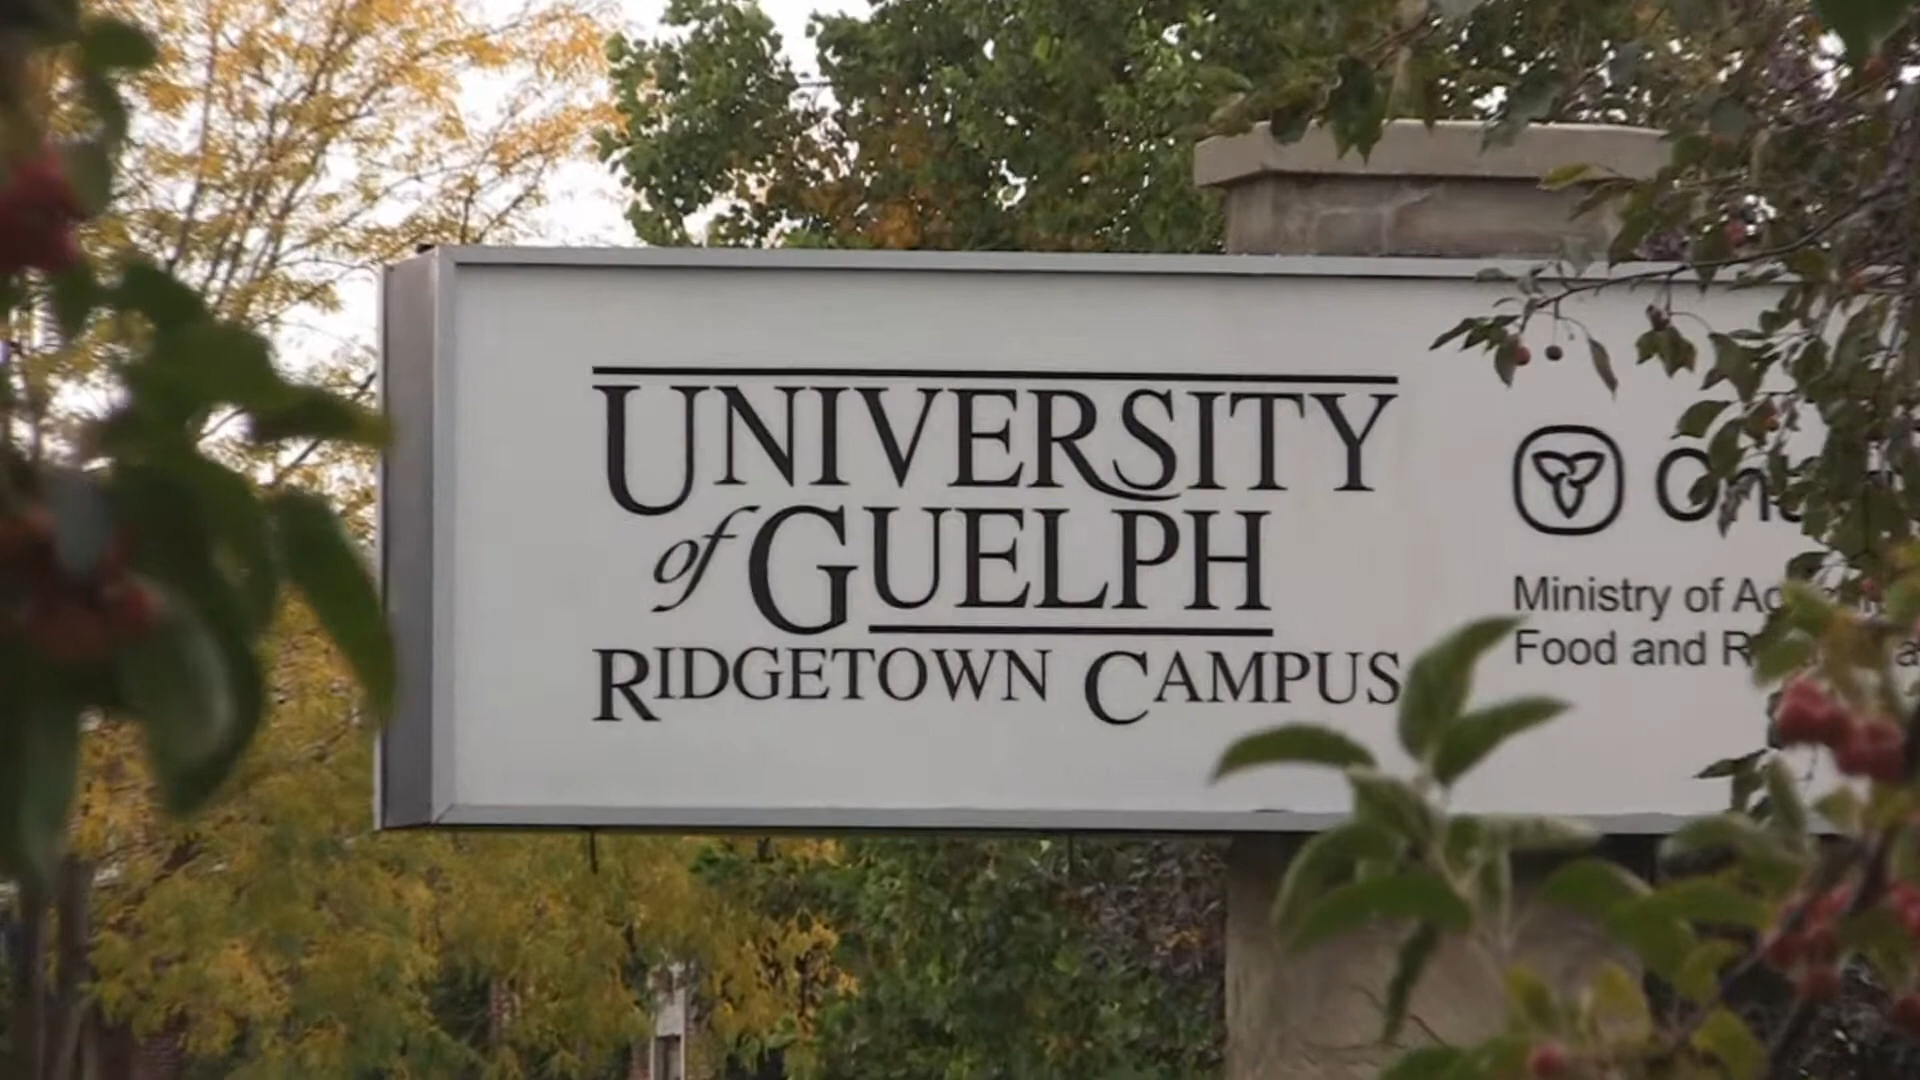 UNIVERSITY
of GUELPH
RIDGETOWN CAMPUS
Ministry of
Food and